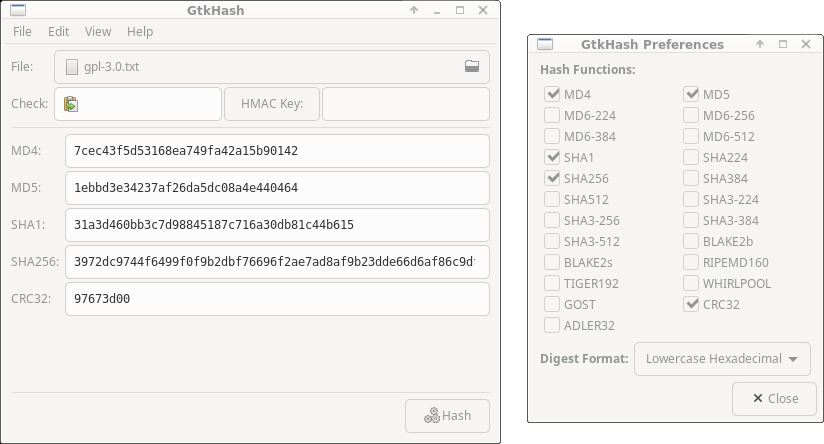 GtkHash
File Edit View Help
File: gpl-3.0.txt
Check: HMAC Key:
MD4: 7cec43f5d53168ea749fa42a15b90142
MD5: 1ebbd3e34237af26da5dc08a4e440464
SHA1: 31a3d460bb3c7d98845187c716a30db81c44b615
SHA256: 3972dc9744f6499f0f9b2dbf76696f2ae7ad8af9b23dde66d6af86c9d
CRC32: 97673d00
Hash
GtkHash Preferences
Hash Functions:
MD4 MD5
MD6-224 MD6-256
MD6-384 MD6-512
SHA1 SHA224
SHA256 SHA384
SHA512 SHA3-224
SHA3-256 SHA3-384
SHA3-512 BLAKE2b
BLAKE2s RIPEMD160
TIGER192 WHIRLPOOL
GOST CRC32
ADLER32
Digest Format: Lowercase Hexadecimal
Close